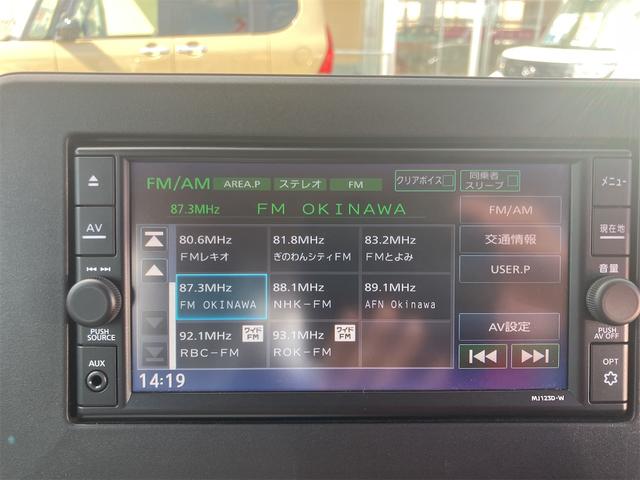 FM/AM AREA.P ステレオ FM クリアボイス 同乗者スリープ
87.3MHz FM OKINAWA
80.6MHz 81.8MHz 83.2MHz
FMレキオ ぎのわんシティFM FMとよみ
87.3MHz 88.1MHz 89.1MHz
FM OKINAWA NHK-FM AFN Okinawa
92.1MHz ワイドFM 93.1MHz ワイドFM
RBC-FM ROK-FM
14:19
FM/AM
交通情報
USER.P
AV設定
AV
PUSH
SOURCE
AUX
メニュー
現在地
音量
PUSH
AV OFF
OPT
MJ123D-W